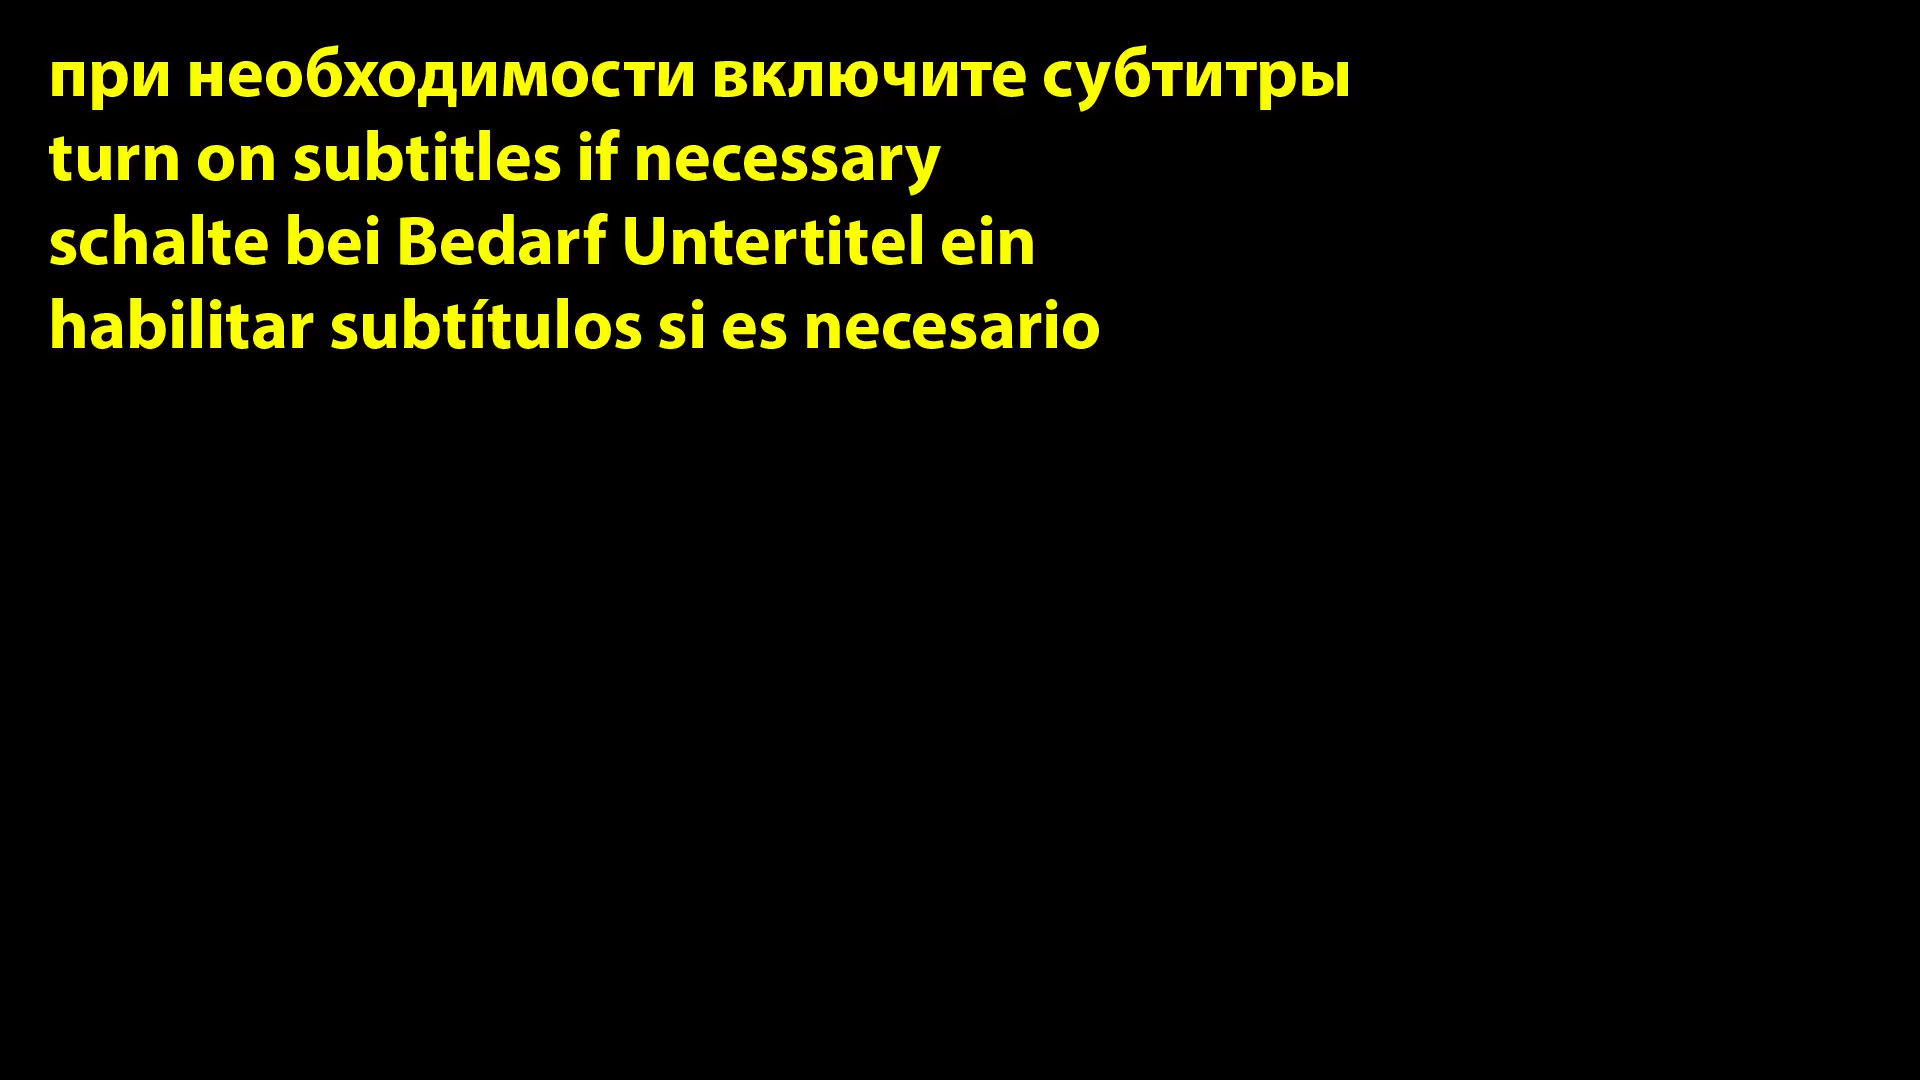 при необходимости включите субтитры
turn on subtitles if necessary
schalte bei Bedarf Untertitel ein
habilitar subtítulos si es necesario